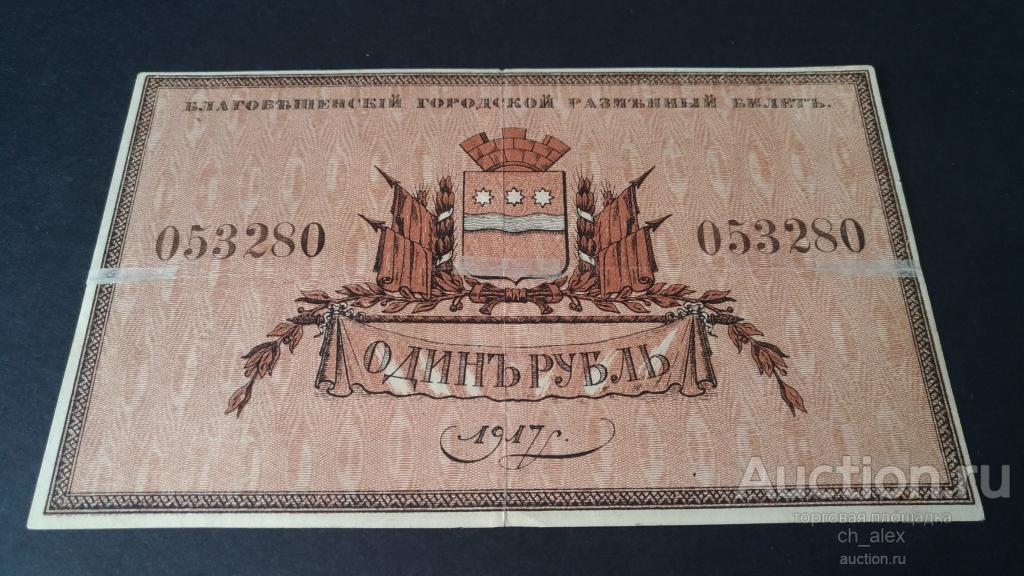 БЛАГОВѢЩЕНСКІЙ ГОРОДСКОЙ РАЗМѢННЫЙ БИЛЕТЪ.
053280 053280
ОДИНЪ РУБЛЬ
1917 г.
Auction.ru
торговая площадка
ch_alex
auction.ru